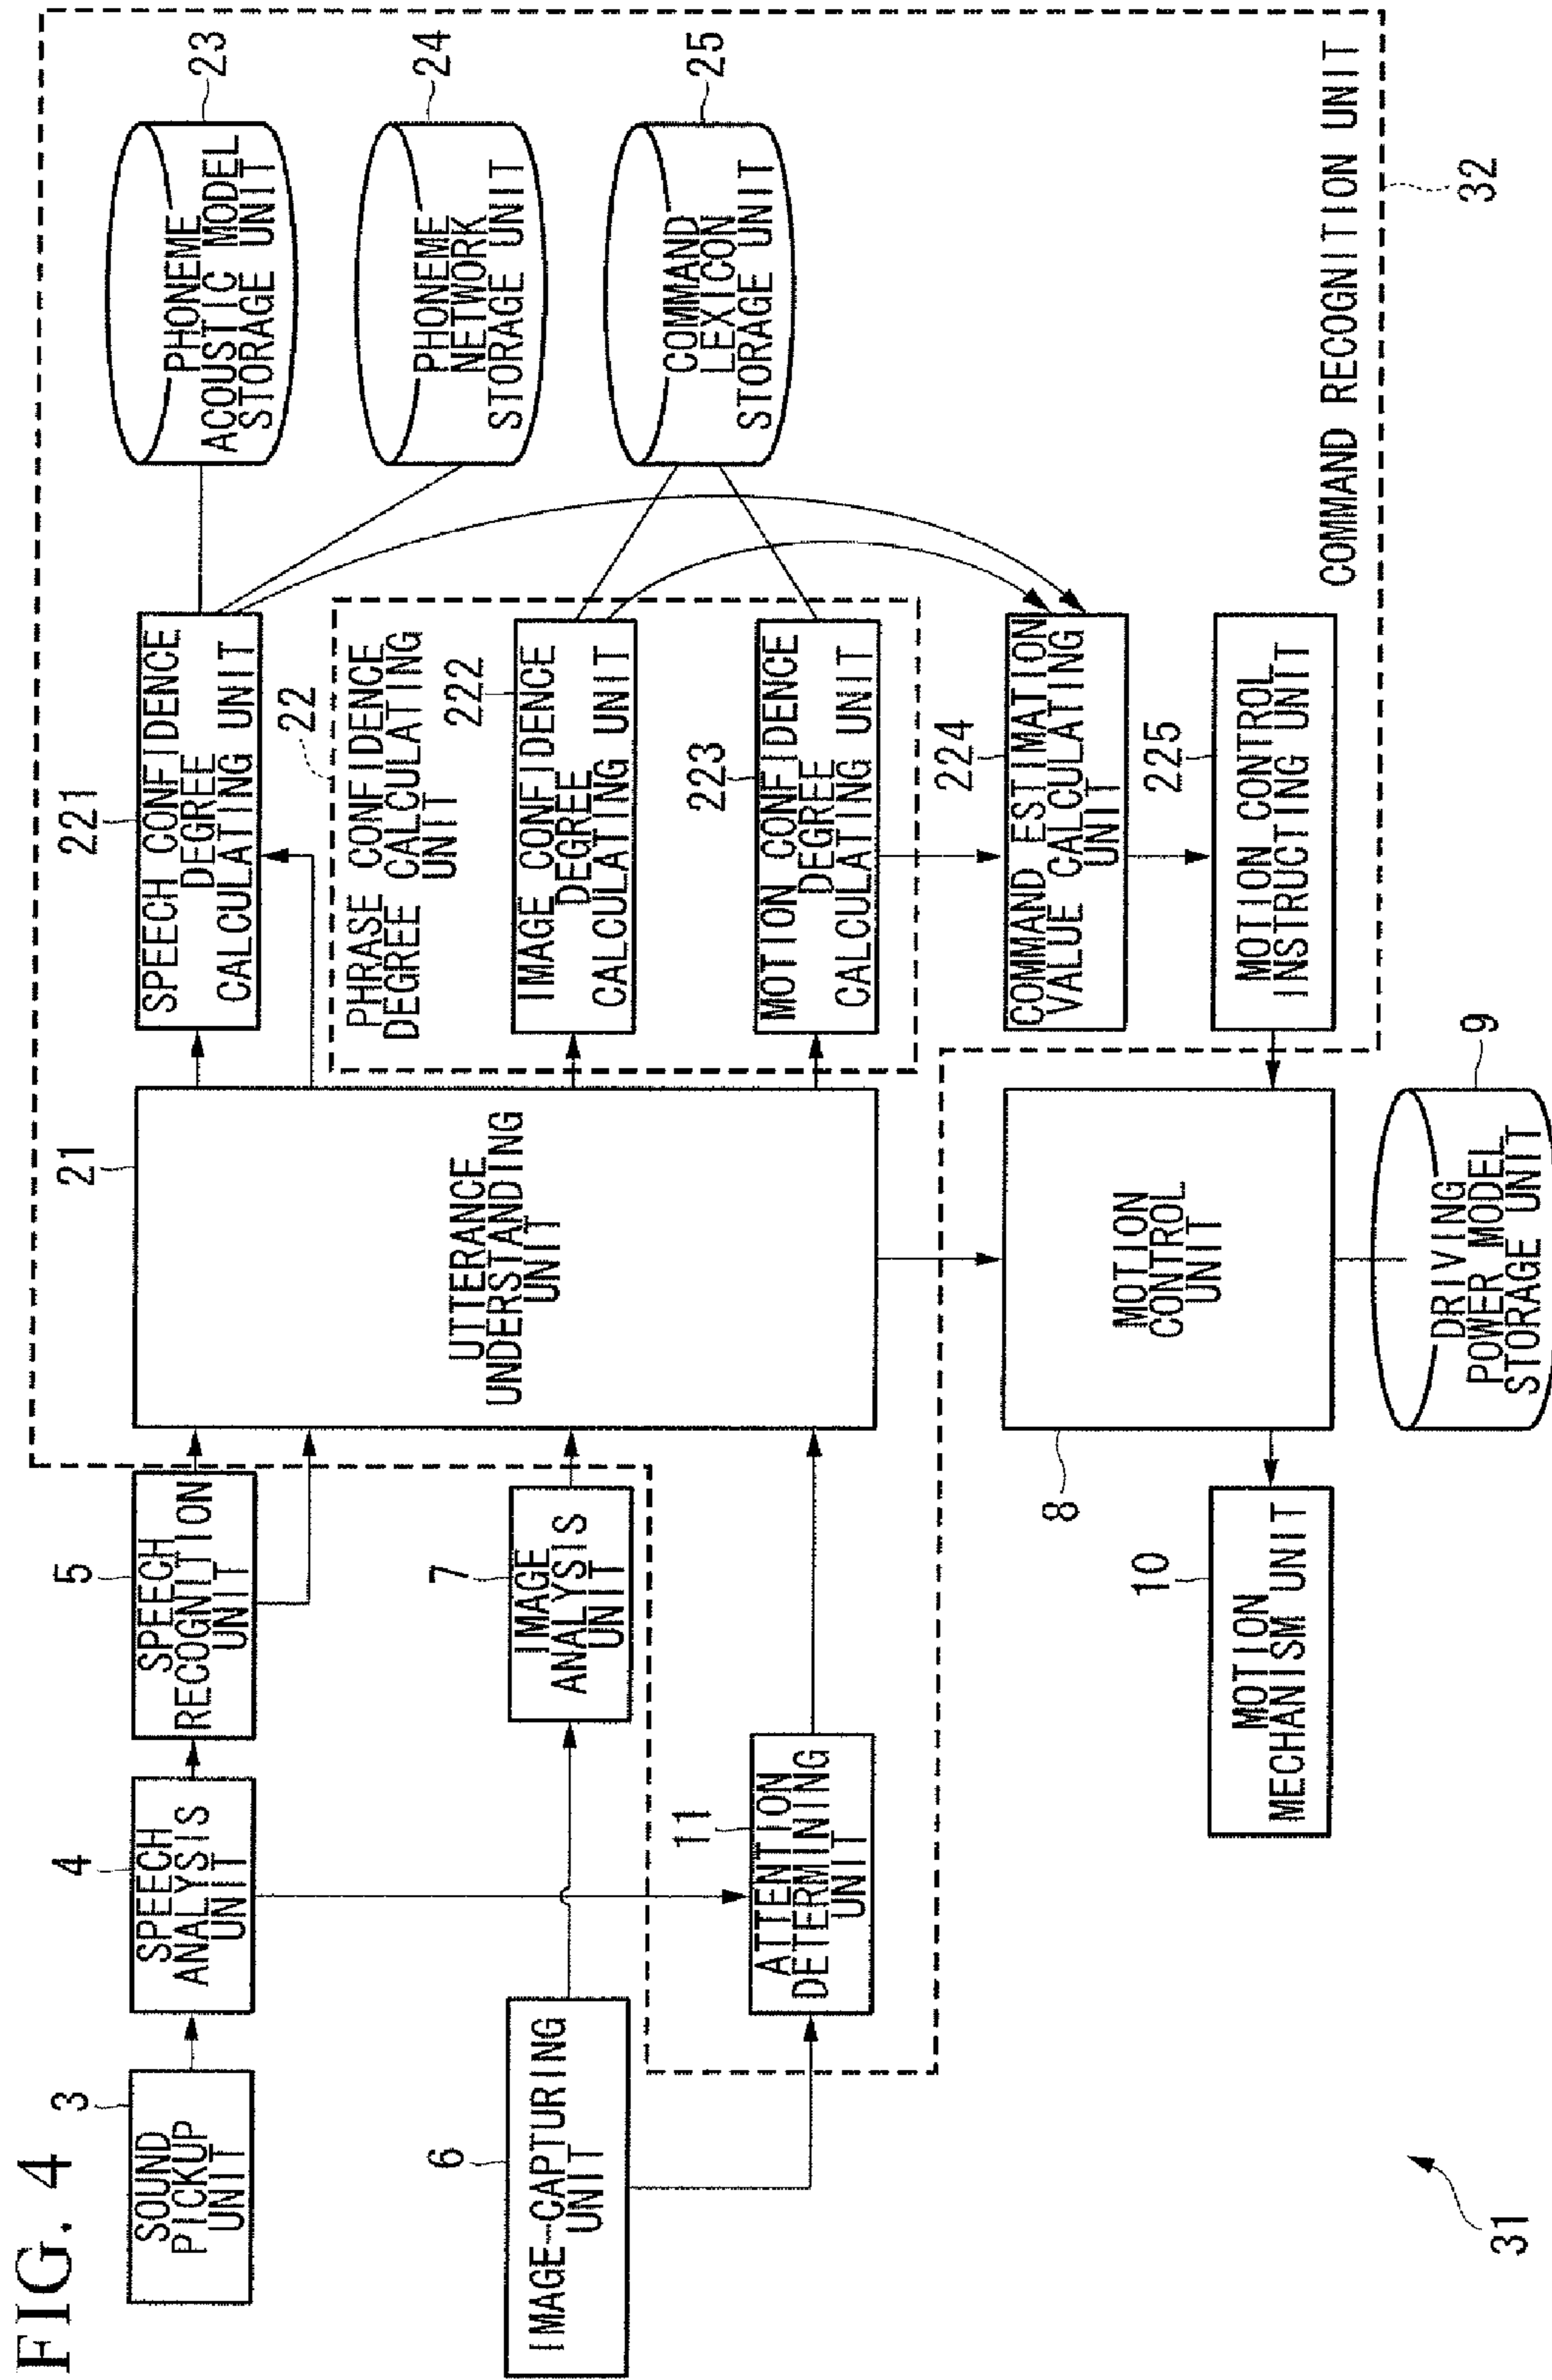 FIG. 4
3
SOUND
PICKUP
UNIT
4
SPEECH
ANALYSIS
UNIT
5
SPEECH
RECOGNITION
UNIT
6
IMAGE-CAPTURING
UNIT
7
IMAGE
ANALYSIS
UNIT
11
ATTENTION
DETERMINING
UNIT
21
UTTERANCE
UNDERSTANDING
UNIT
221
SPEECH CONFIDENCE
DEGREE
CALCULATING UNIT
22
PHRASE CONFIDENCE
DEGREE CALCULATING
UNIT
222
IMAGE CONFIDENCE
DEGREE
CALCULATING UNIT
223
MOTION CONFIDENCE
DEGREE
CALCULATING UNIT
224
COMMAND ESTIMATION
VALUE CALCULATING
UNIT
225
MOTION CONTROL
INSTRUCTING UNIT
23
PHONEME
ACOUSTIC MODEL
STORAGE UNIT
24
PHONEME
NETWORK
STORAGE UNIT
25
COMMAND
LEXICON
STORAGE UNIT
COMMAND RECOGNITION UNIT
32
8
MOTION
CONTROL
UNIT
9
DRIVING
POWER MODEL
STORAGE UNIT
10
MOTION
MECHANISM UNIT
31